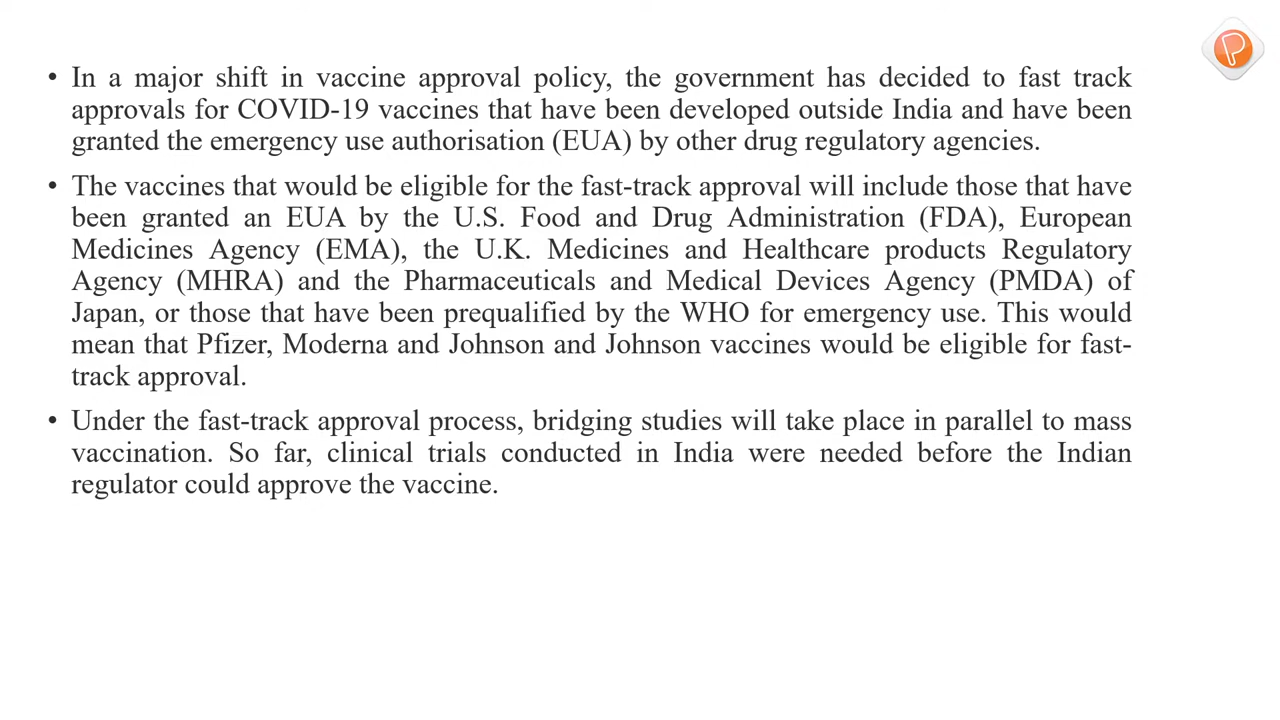 • In a major shift in vaccine approval policy, the government has decided to fast track
approvals for COVID-19 vaccines that have been developed outside India and have been
granted the emergency use authorisation (EUA) by other drug regulatory agencies.
• The vaccines that would be eligible for the fast-track approval will include those that have
been granted an EUA by the U.S. Food and Drug Administration (FDA), European
Medicines Agency (EMA), the U.K. Medicines and Healthcare products Regulatory
Agency (MHRA) and the Pharmaceuticals and Medical Devices Agency (PMDA) of
Japan, or those that have been prequalified by the WHO for emergency use. This would
mean that Pfizer, Moderna and Johnson and Johnson vaccines would be eligible for fast-
track approval.
• Under the fast-track approval process, bridging studies will take place in parallel to mass
vaccination. So far, clinical trials conducted in India were needed before the Indian
regulator could approve the vaccine.